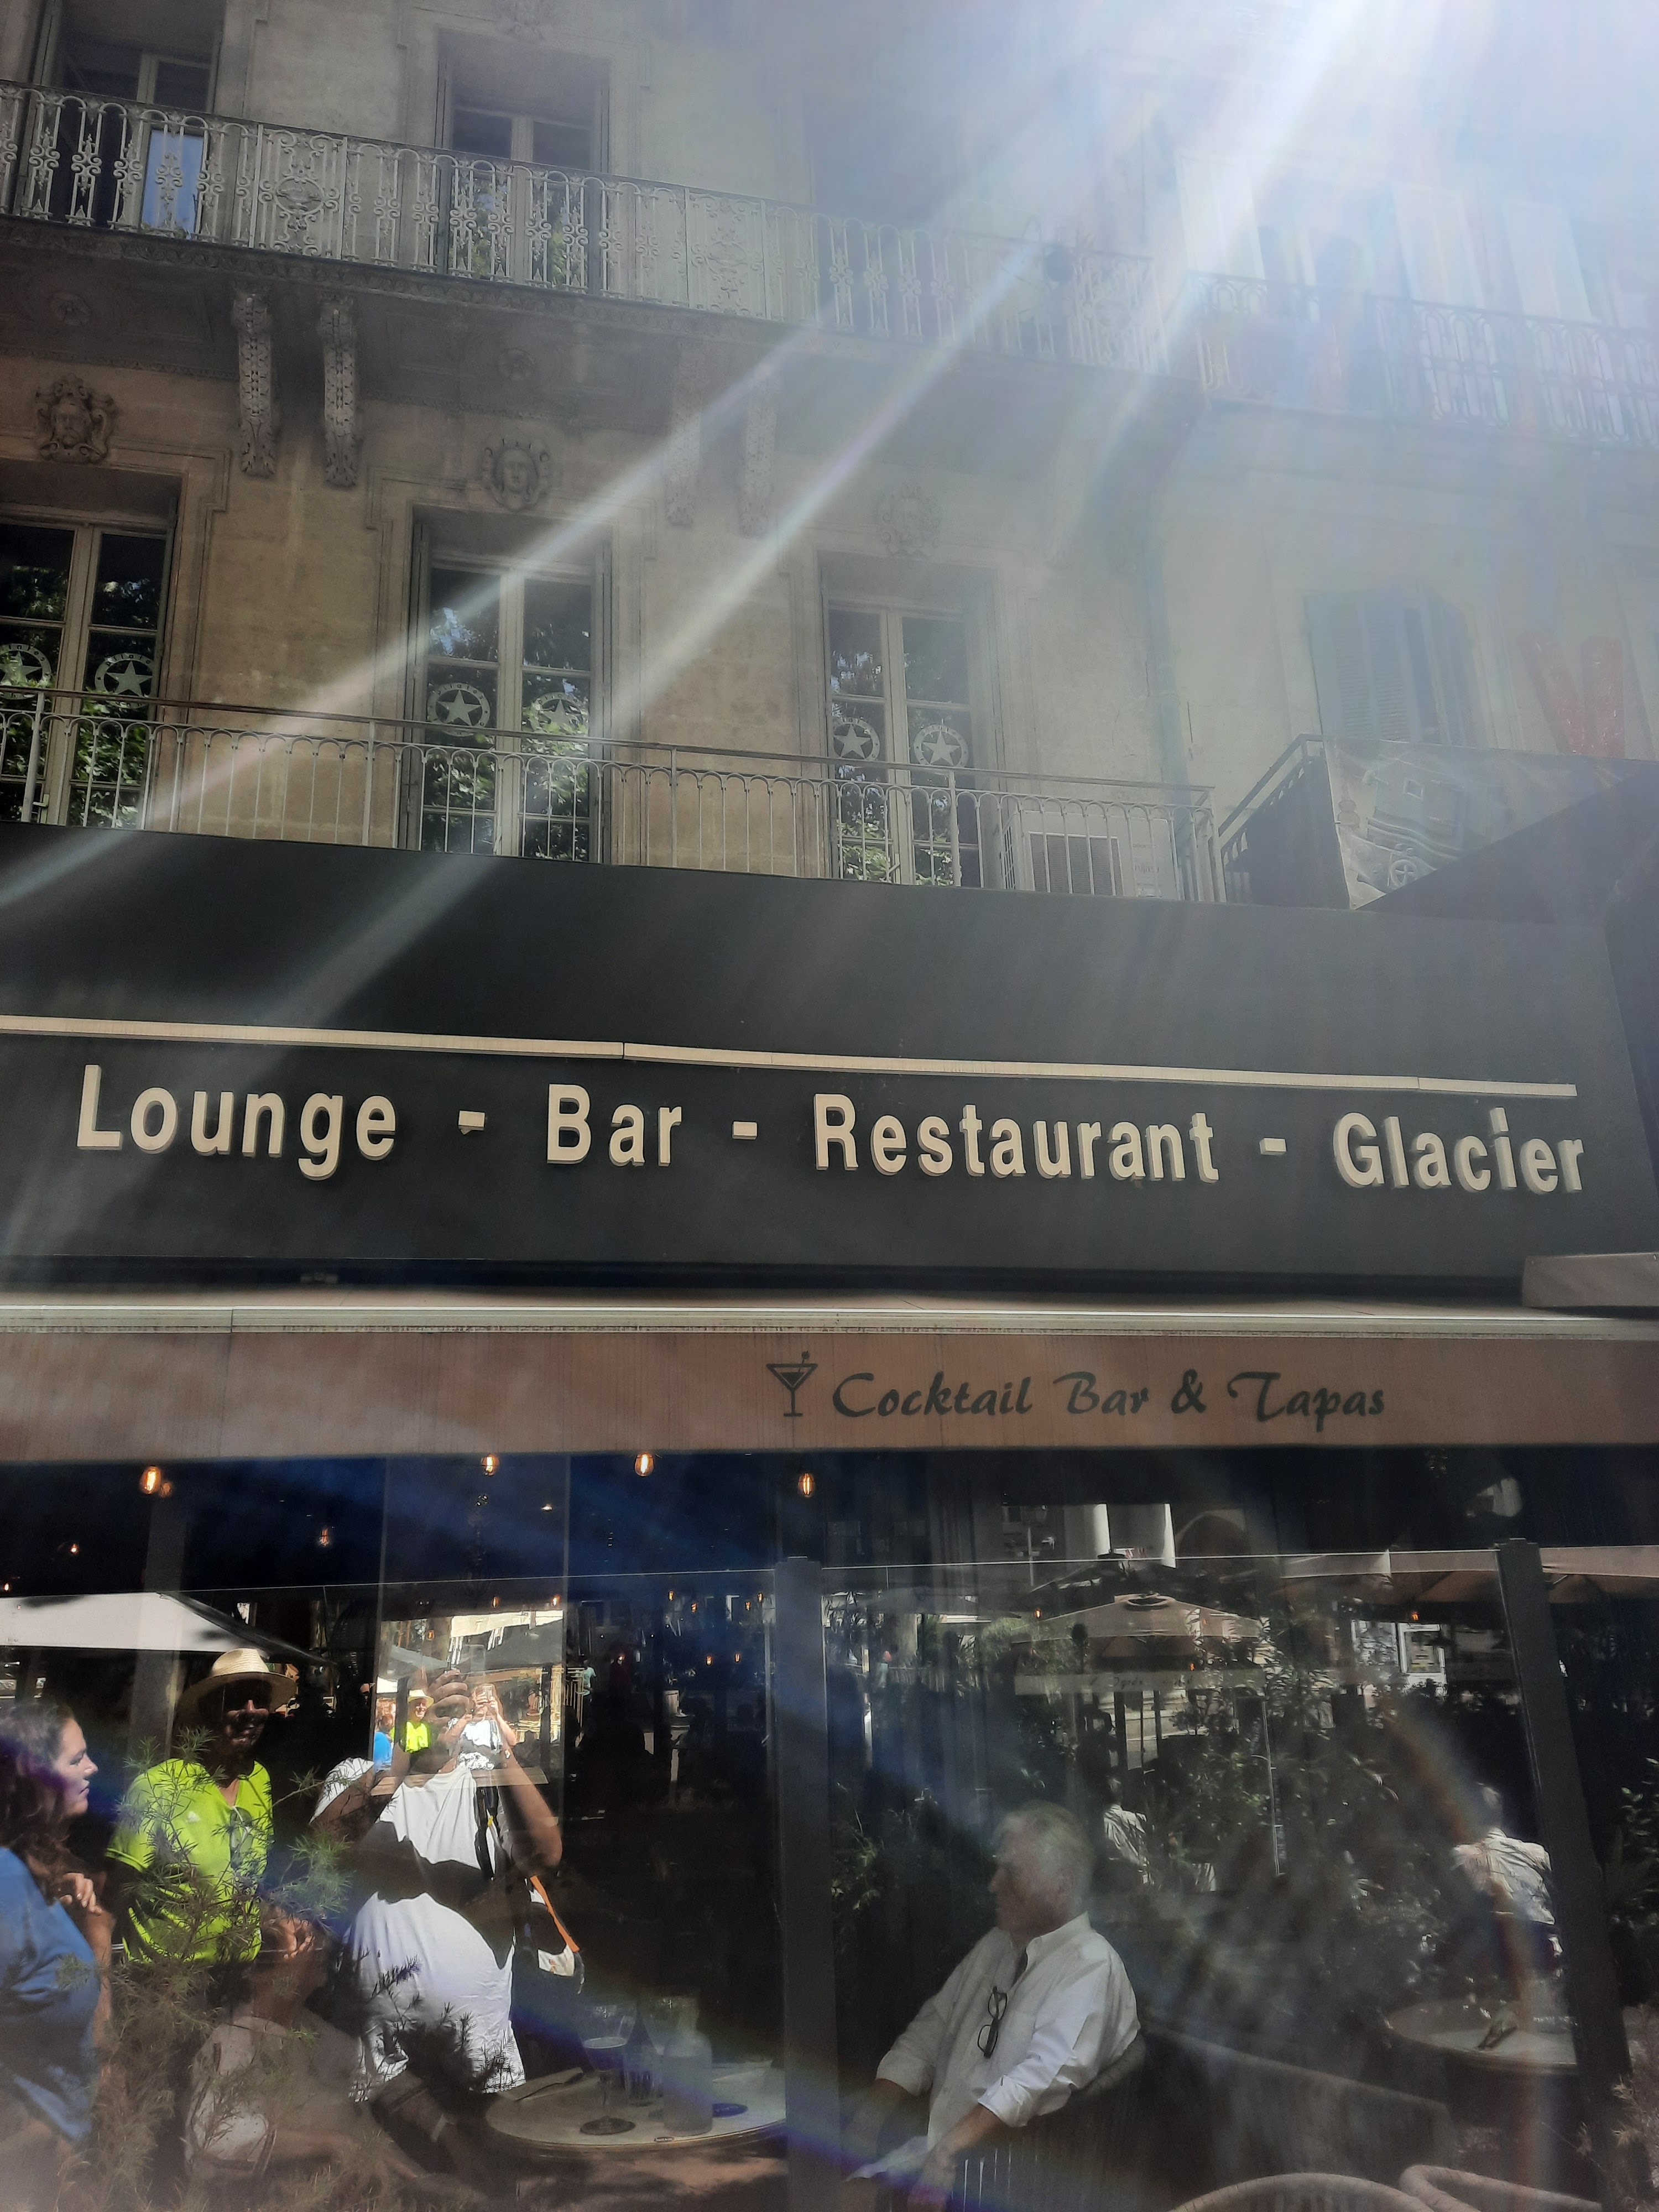 Lounge - Bar - Restaurant - Glacier
Cocktail Bar & Tapas